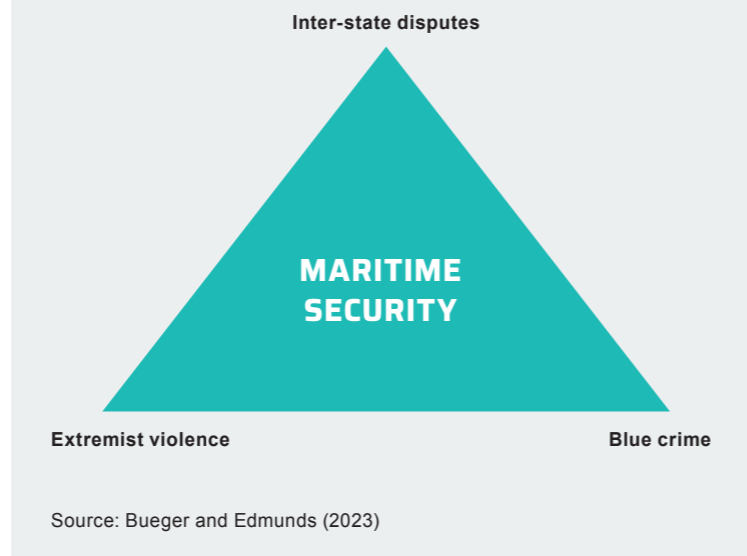 Inter-state disputes
MARITIME
SECURITY
Extremist violence
Blue crime
Source: Bueger and Edmunds (2023)